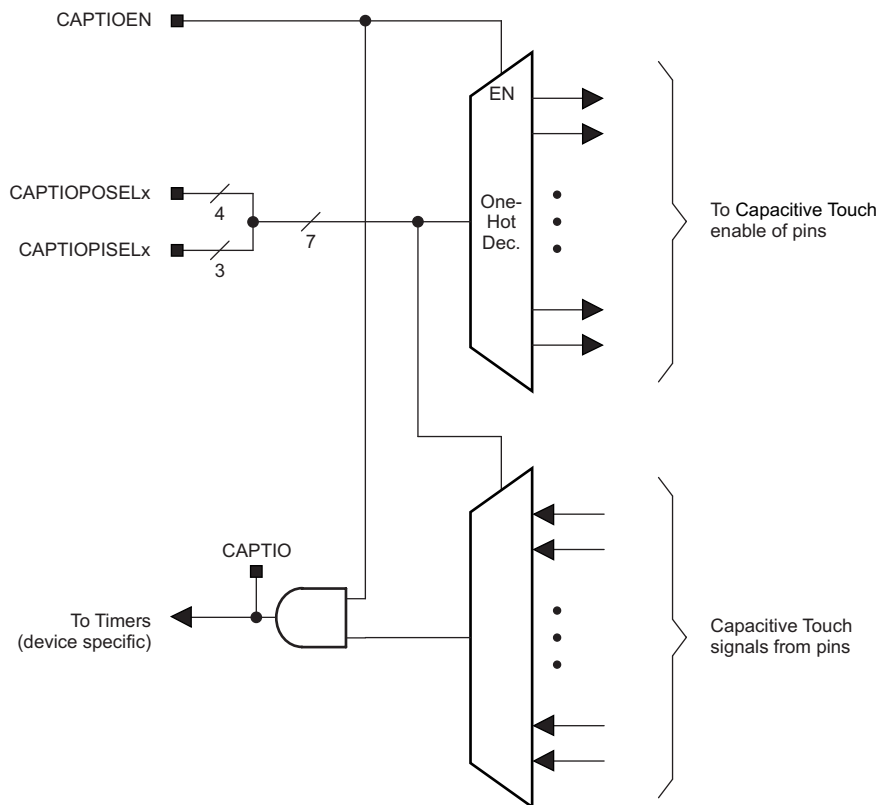 CAPTIOEN
EN
CAPTIOPOSELx
4
CAPTIOPISELx
3
7
One-
Hot
Dec.
To Capacitive Touch
enable of pins
CAPTIO
To Timers
(device specific)
Capacitive Touch
signals from pins